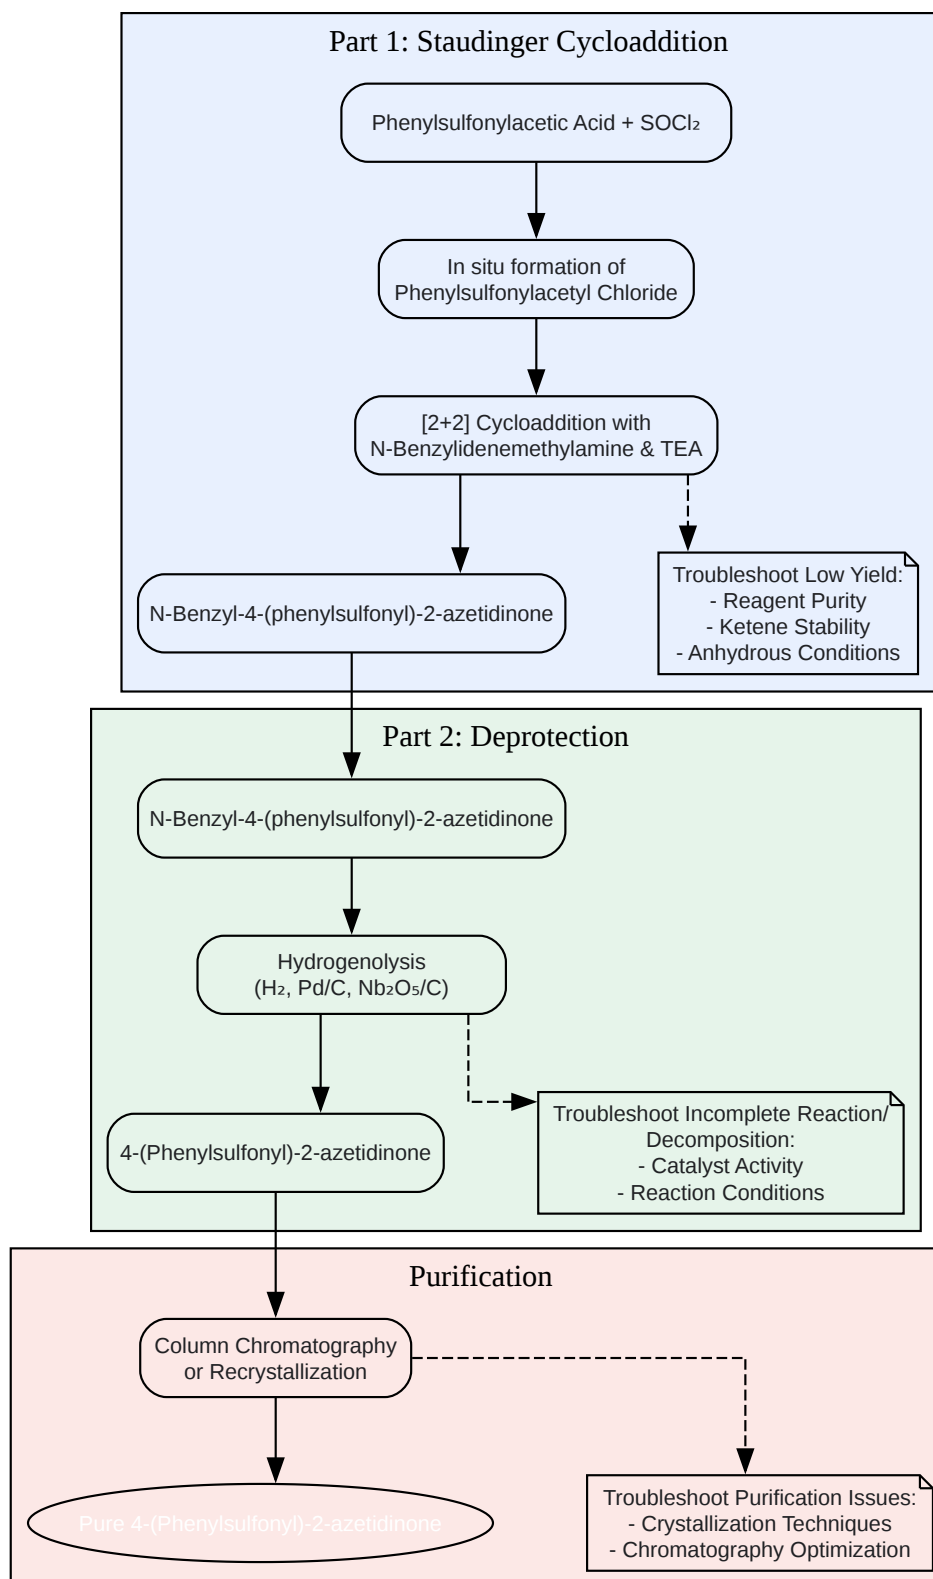 Part 1: Staudinger Cycloaddition
Phenylsulfonylacetic Acid + SOCl₂
In situ formation of
Phenylsulfonylacetyl Chloride
[2+2] Cycloaddition with
N-Benzylidenemethylamine & TEA
N-Benzyl-4-(phenylsulfonyl)-2-azetidinone
Troubleshoot Low Yield:
- Reagent Purity
- Ketene Stability
- Anhydrous Conditions
Part 2: Deprotection
N-Benzyl-4-(phenylsulfonyl)-2-azetidinone
Hydrogenolysis
(H₂, Pd/C, Nb₂O₅/C)
4-(Phenylsulfonyl)-2-azetidinone
Troubleshoot Incomplete Reaction/
Decomposition:
- Catalyst Activity
- Reaction Conditions
Purification
Column Chromatography
or Recrystallization
Pure 4-(Phenylsulfonyl)-2-azetidinone
Troubleshoot Purification Issues:
- Crystallization Techniques
- Chromatography Optimization